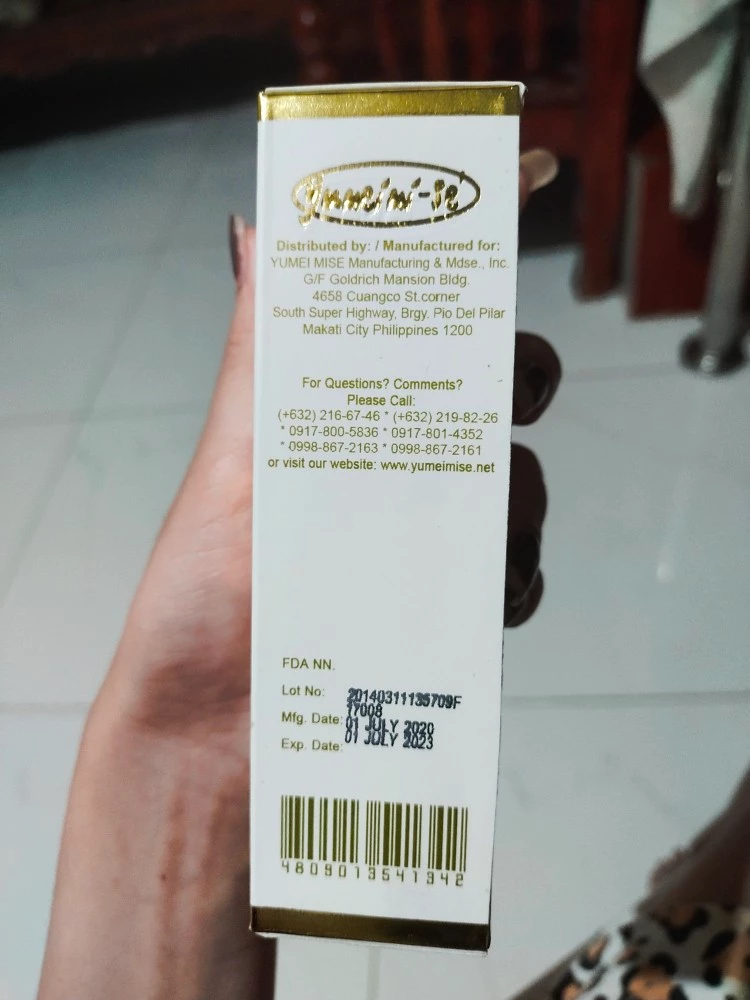 yumei mi-se
Distributed by: / Manufactured for:
YUMEI MISE Manufacturing & Mdse., Inc.
G/F Goldrich Mansion Bldg.
4658 Cuangco St.corner
South Super Highway, Brgy. Pio Del Pilar
Makati City Philippines 1200
For Questions? Comments?
Please Call:
(+632) 216-67-46 * (+632) 219-82-26
* 0917-800-5836 * 0917-801-4352
* 0998-867-2163 * 0998-867-2161
or visit our website: www.yumeimise.net
FDA NN. 20140311135709F
Lot No: 17008
Mfg. Date: 01 JULY 2020
Exp. Date: 01 JULY 2023
4809013541342